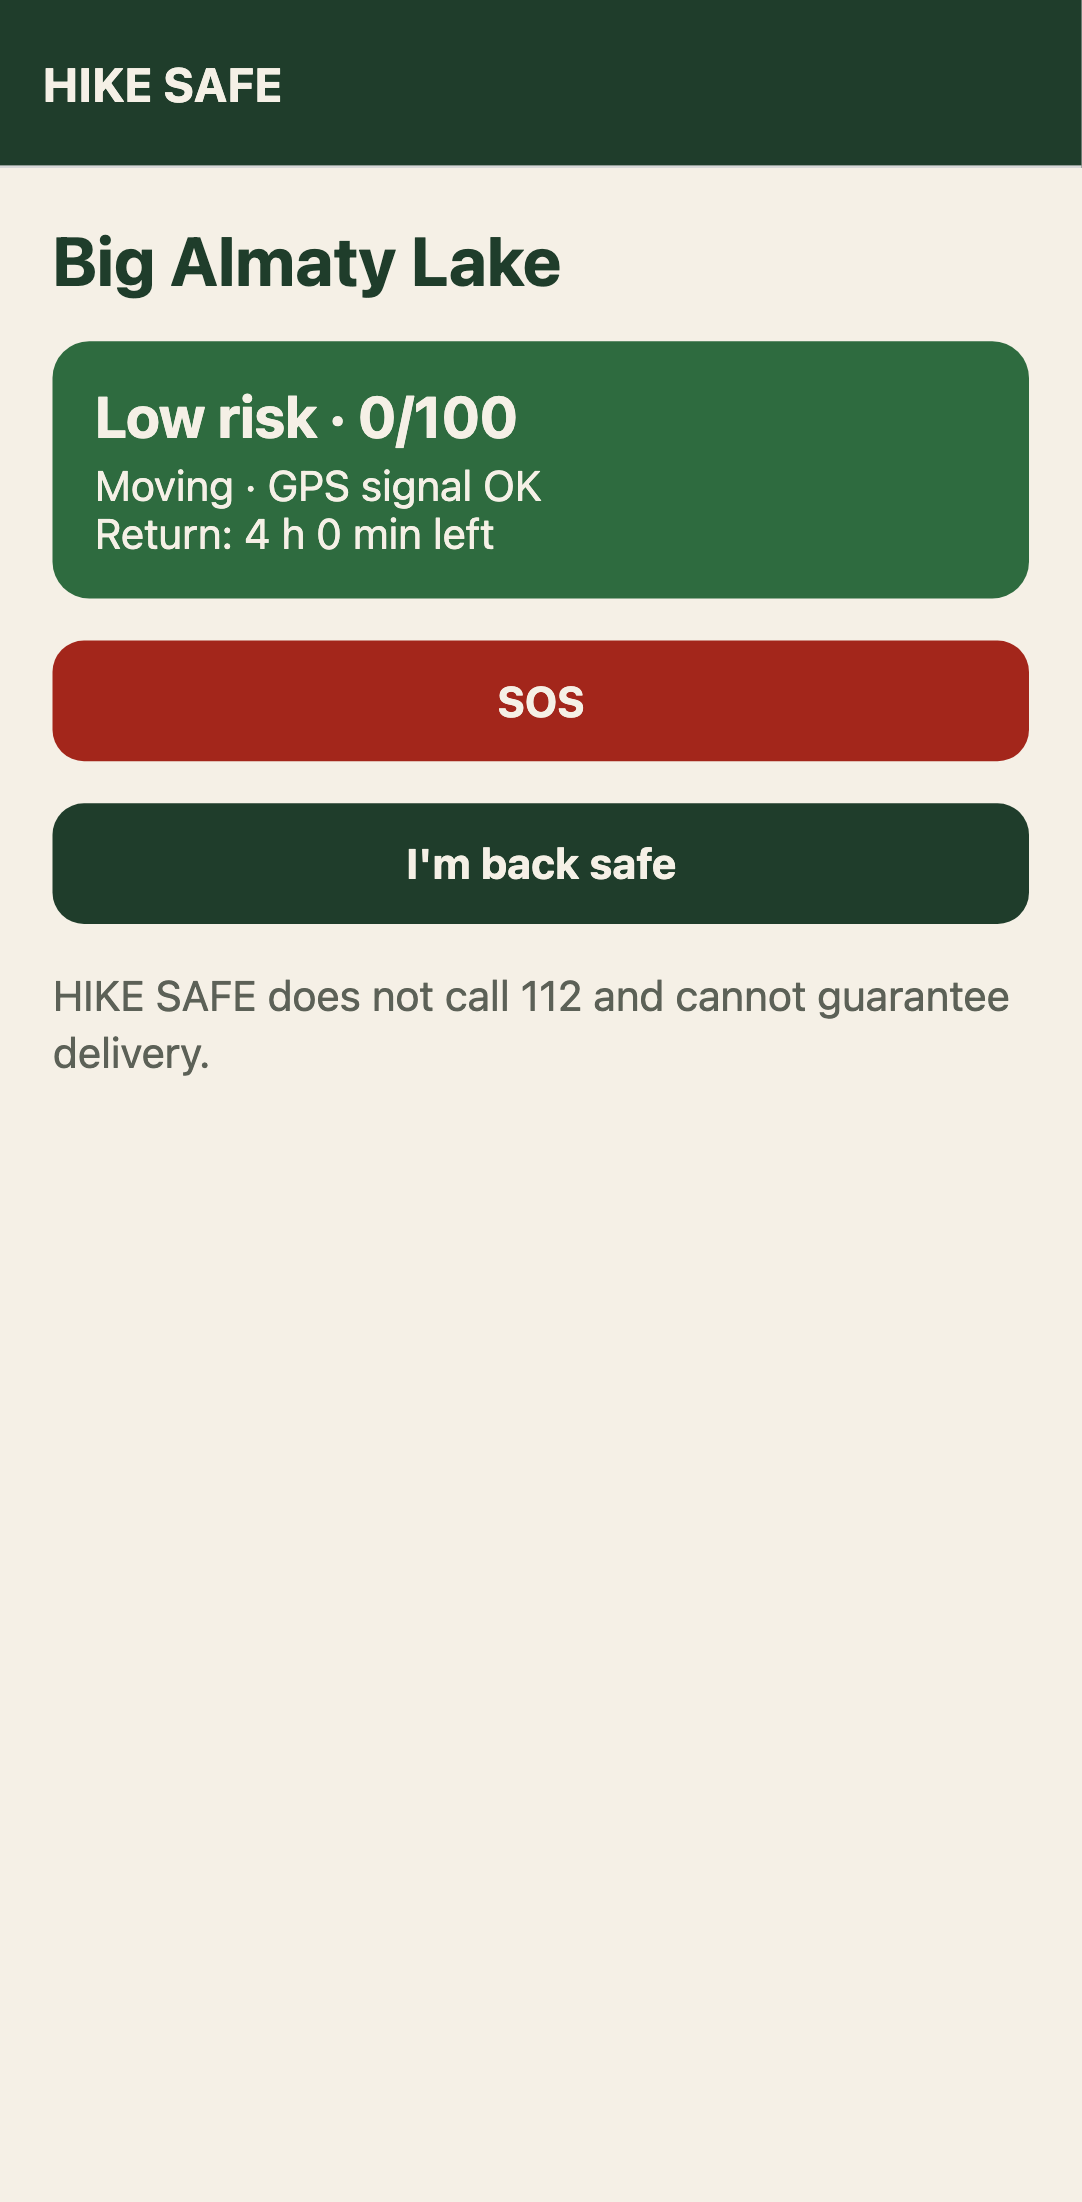 HIKE SAFE
Big Almaty Lake
Low risk · 0/100
Moving · GPS signal OK
Return: 4 h 0 min left
SOS
I'm back safe
HIKE SAFE does not call 112 and cannot guarantee
delivery.